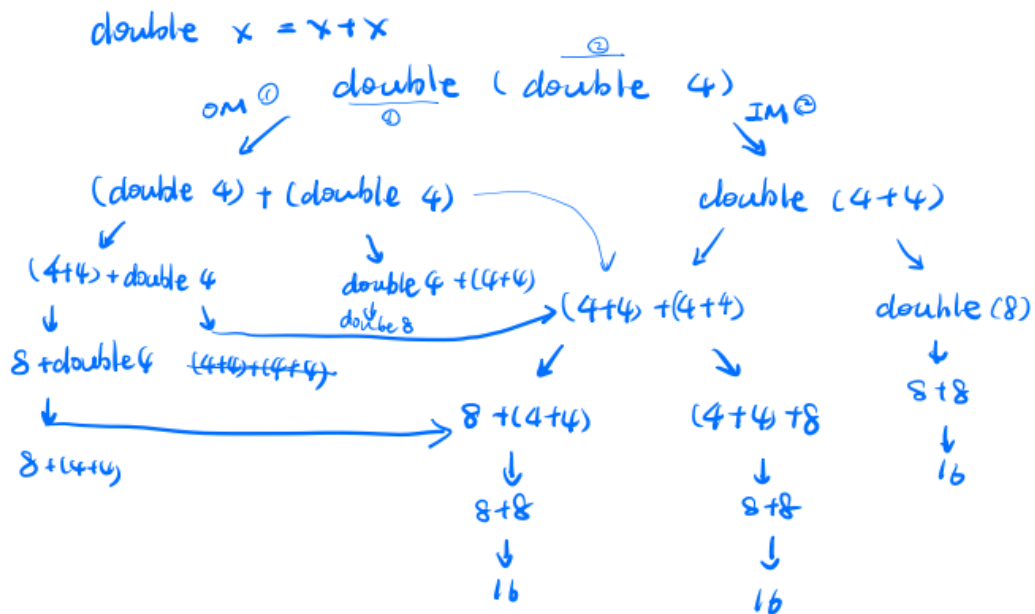 double x = x+x
②
double (double 4)
OM ① ① IM ②
(double 4) + (double 4) double (4+4)
(4+4) + double 4 double 4 + (4+4)
double 8 (4+4) + (4+4) double (8)
8 + double 4 (4+4)+(4+4) 8+8
8 + (4+4) (4+4) + 8
8+(4+4) 16
8+8 8+8
16 16